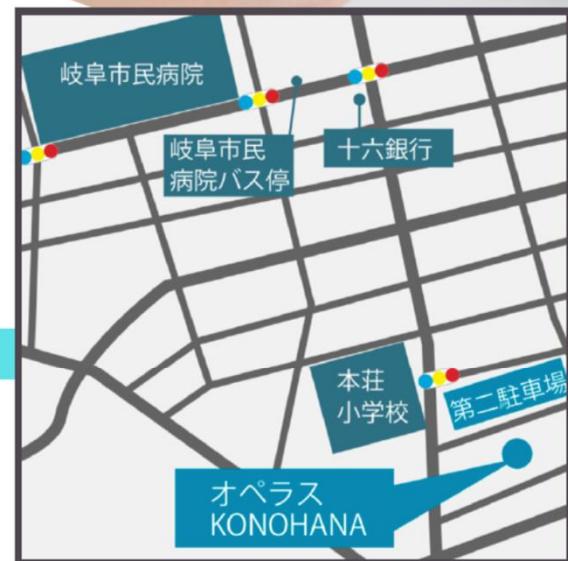 岐阜市民病院
岐阜市民
病院バス停
十六銀行
本荘
小学校
第二駐車場
オペラス
KONOHANA